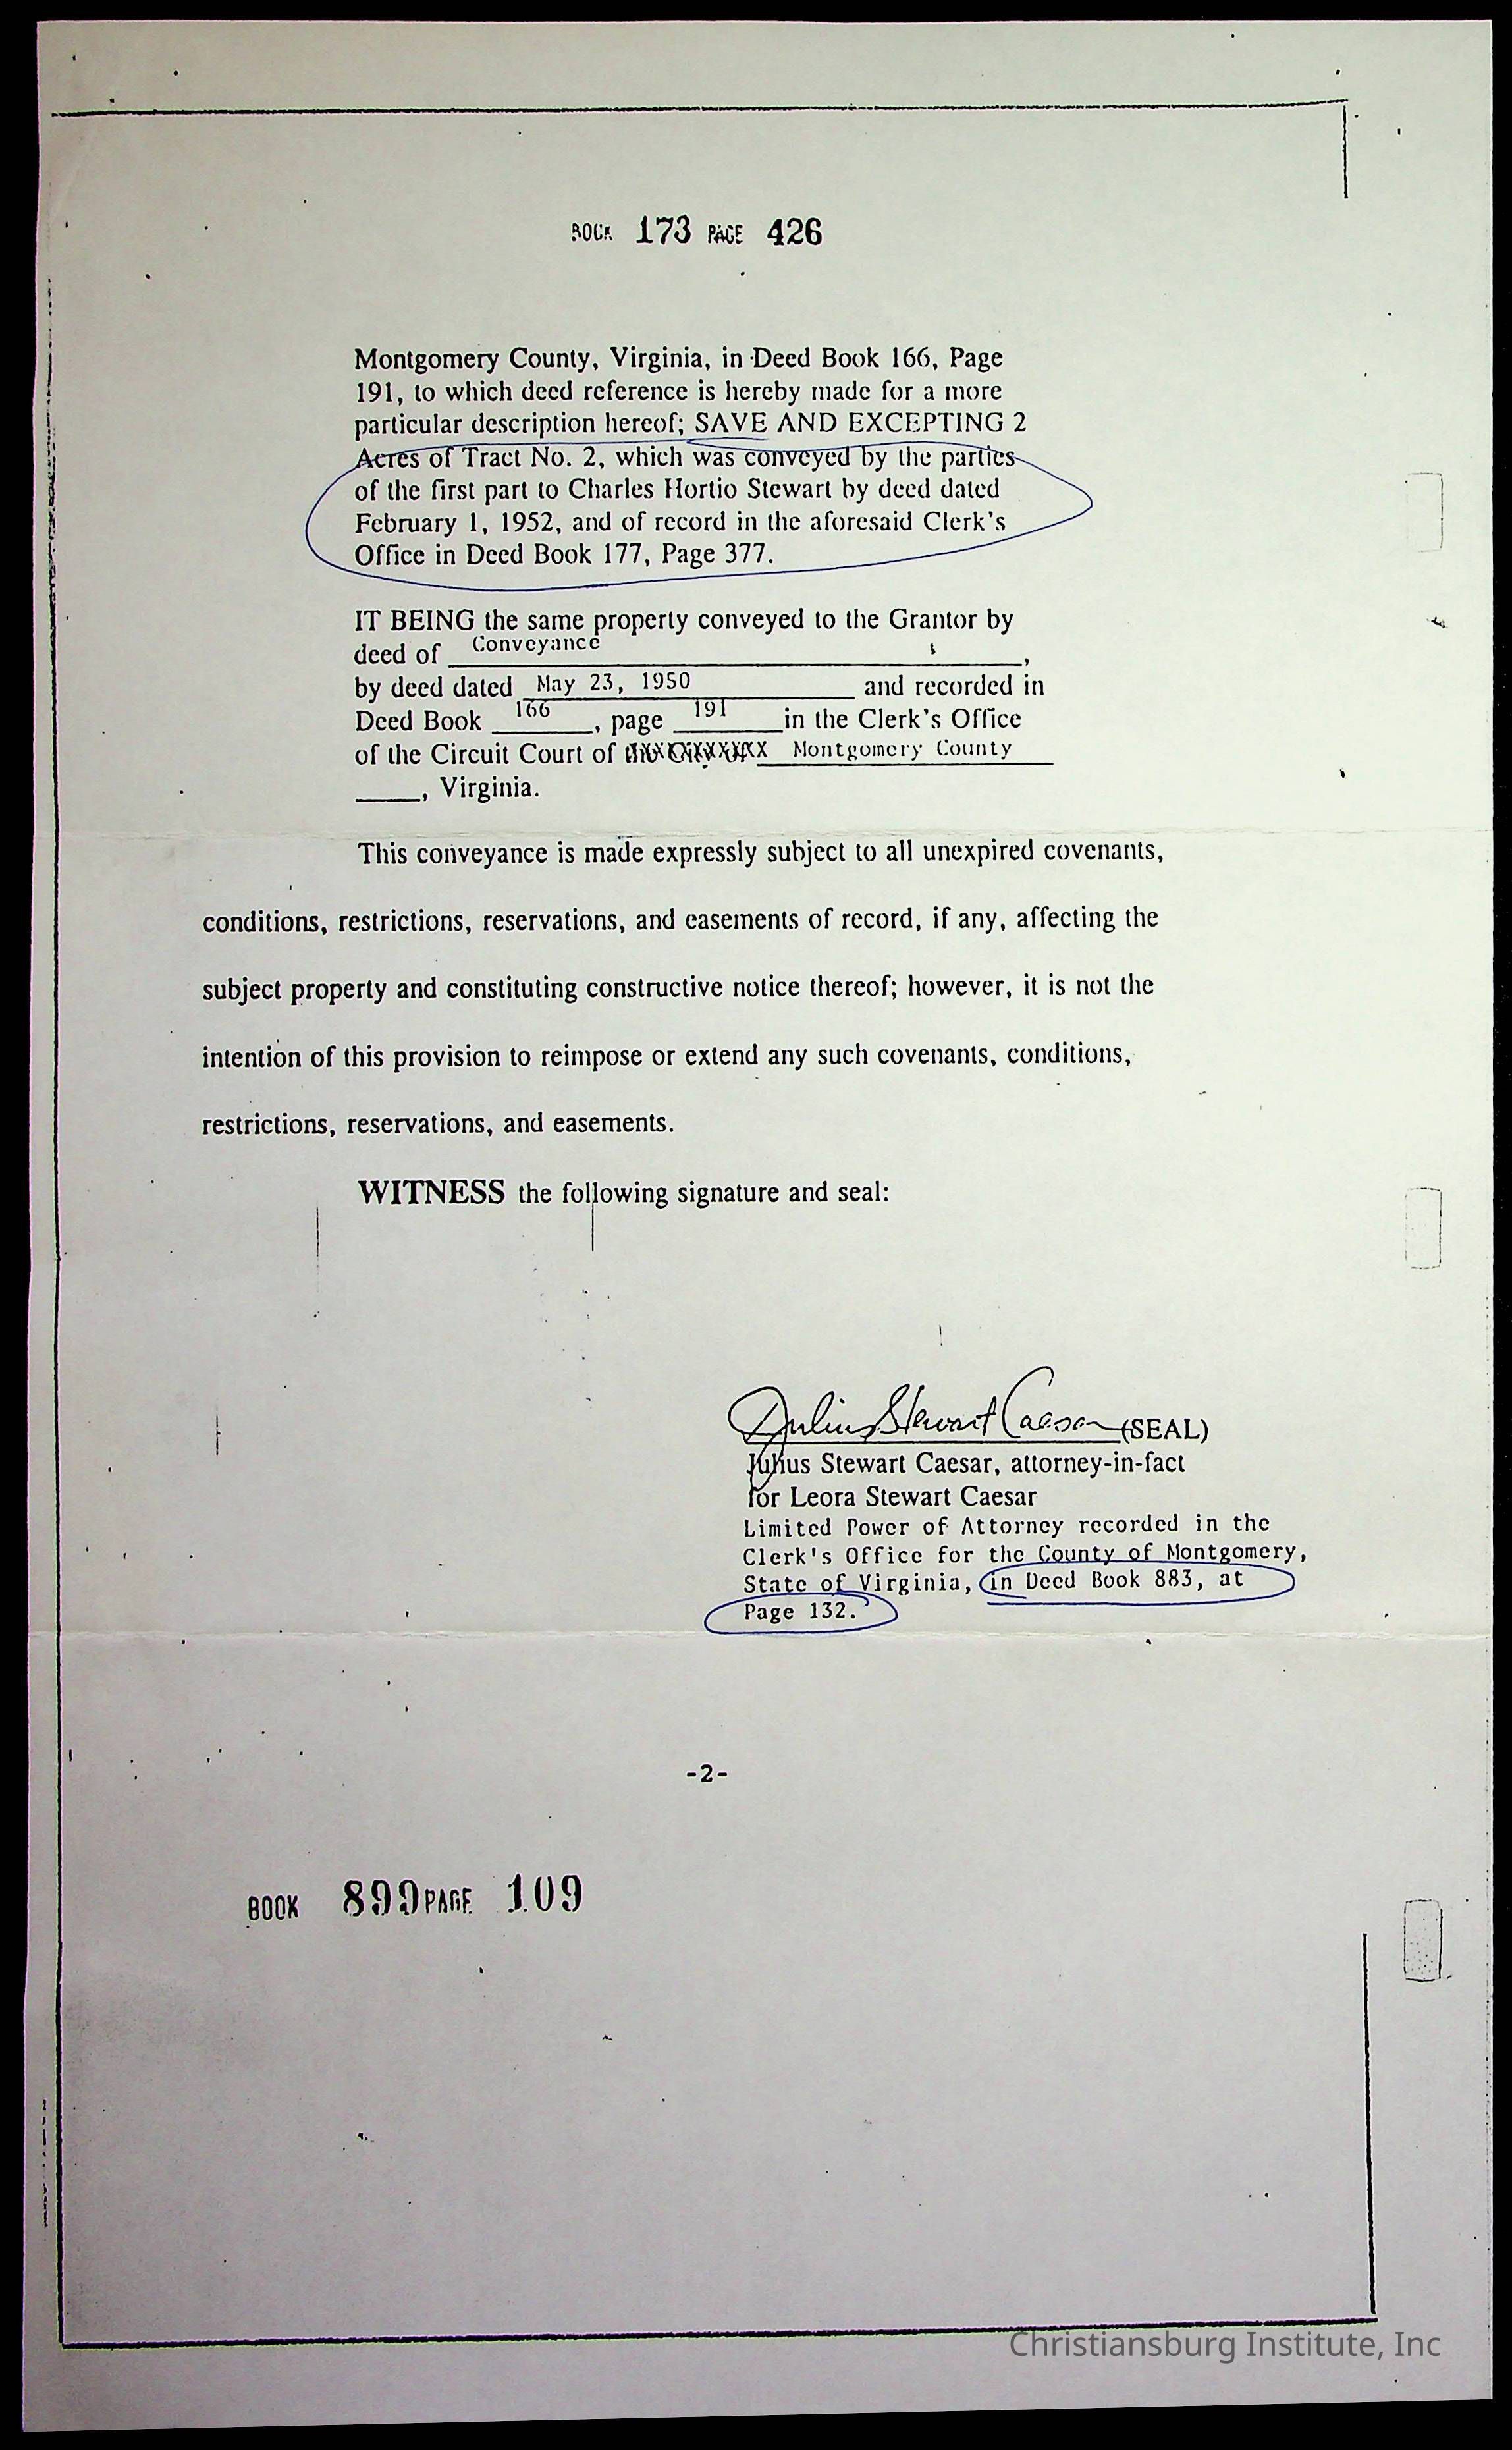 BOOK 173 PAGE 426
Montgomery County, Virginia, in Deed Book 166, Page
191, to which deed reference is hereby made for a more
particular description hereof; SAVE AND EXCEPTING 2
Acres of Tract No. 2, which was conveyed by the parties
of the first part to Charles Hortio Stewart by deed dated
February 1, 1952, and of record in the aforesaid Clerk's
Office in Deed Book 177, Page 377.
IT BEING the same property conveyed to the Grantor by
deed of Conveyance ,
by deed dated May 23, 1950 and recorded in
Deed Book 166, page 191 in the Clerk's Office
of the Circuit Court of Montgomery County
____, Virginia.
This conveyance is made expressly subject to all unexpired covenants,
conditions, restrictions, reservations, and easements of record, if any, affecting the
subject property and constituting constructive notice thereof; however, it is not the
intention of this provision to reimpose or extend any such covenants, conditions,
restrictions, reservations, and easements.
WITNESS the following signature and seal:
Julius Stewart Caesar (SEAL)
Julius Stewart Caesar, attorney-in-fact
for Leora Stewart Caesar
Limited Power of Attorney recorded in the
Clerk's Office for the County of Montgomery,
State of Virginia, in Deed Book 883, at
Page 132.
-2-
BOOK 899 PAGE 109
Christiansburg Institute, Inc